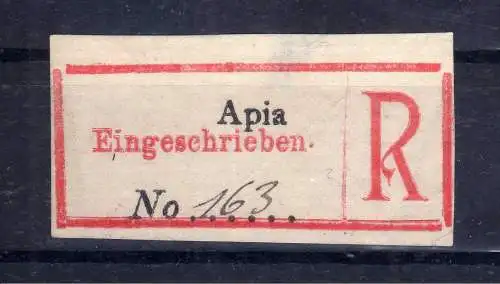 Apia
Eingeschrieben.
R
No 163......